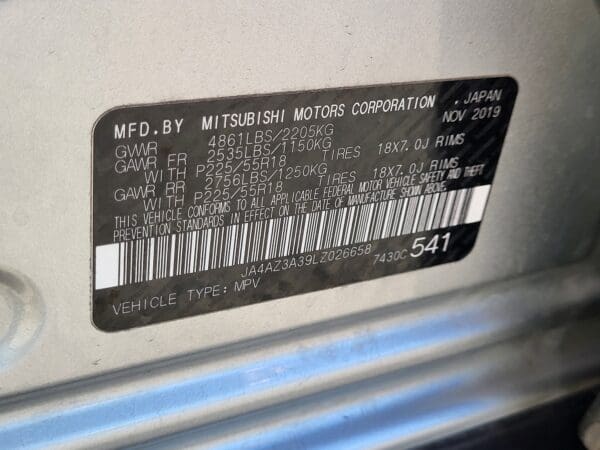 MFD.BY MITSUBISHI MOTORS CORPORATION , JAPAN
GVWR 4861LBS/2205KG NOV 2019
GAWR FR 2535LBS/1150KG
WITH P225/55R18 TIRES 18X7.0J RIMS
GAWR RR 2756LBS/1250KG
WITH P225/55R18 TIRES 18X7.0J RIMS
THIS VEHICLE CONFORMS TO ALL APPLICABLE FEDERAL MOTOR VEHICLE SAFETY AND THEFT
PREVENTION STANDARDS IN EFFECT ON THE DATE OF MANUFACTURE SHOWN ABOVE.
JA4AZ3A39LZ026658 7430C 541
VEHICLE TYPE: MPV